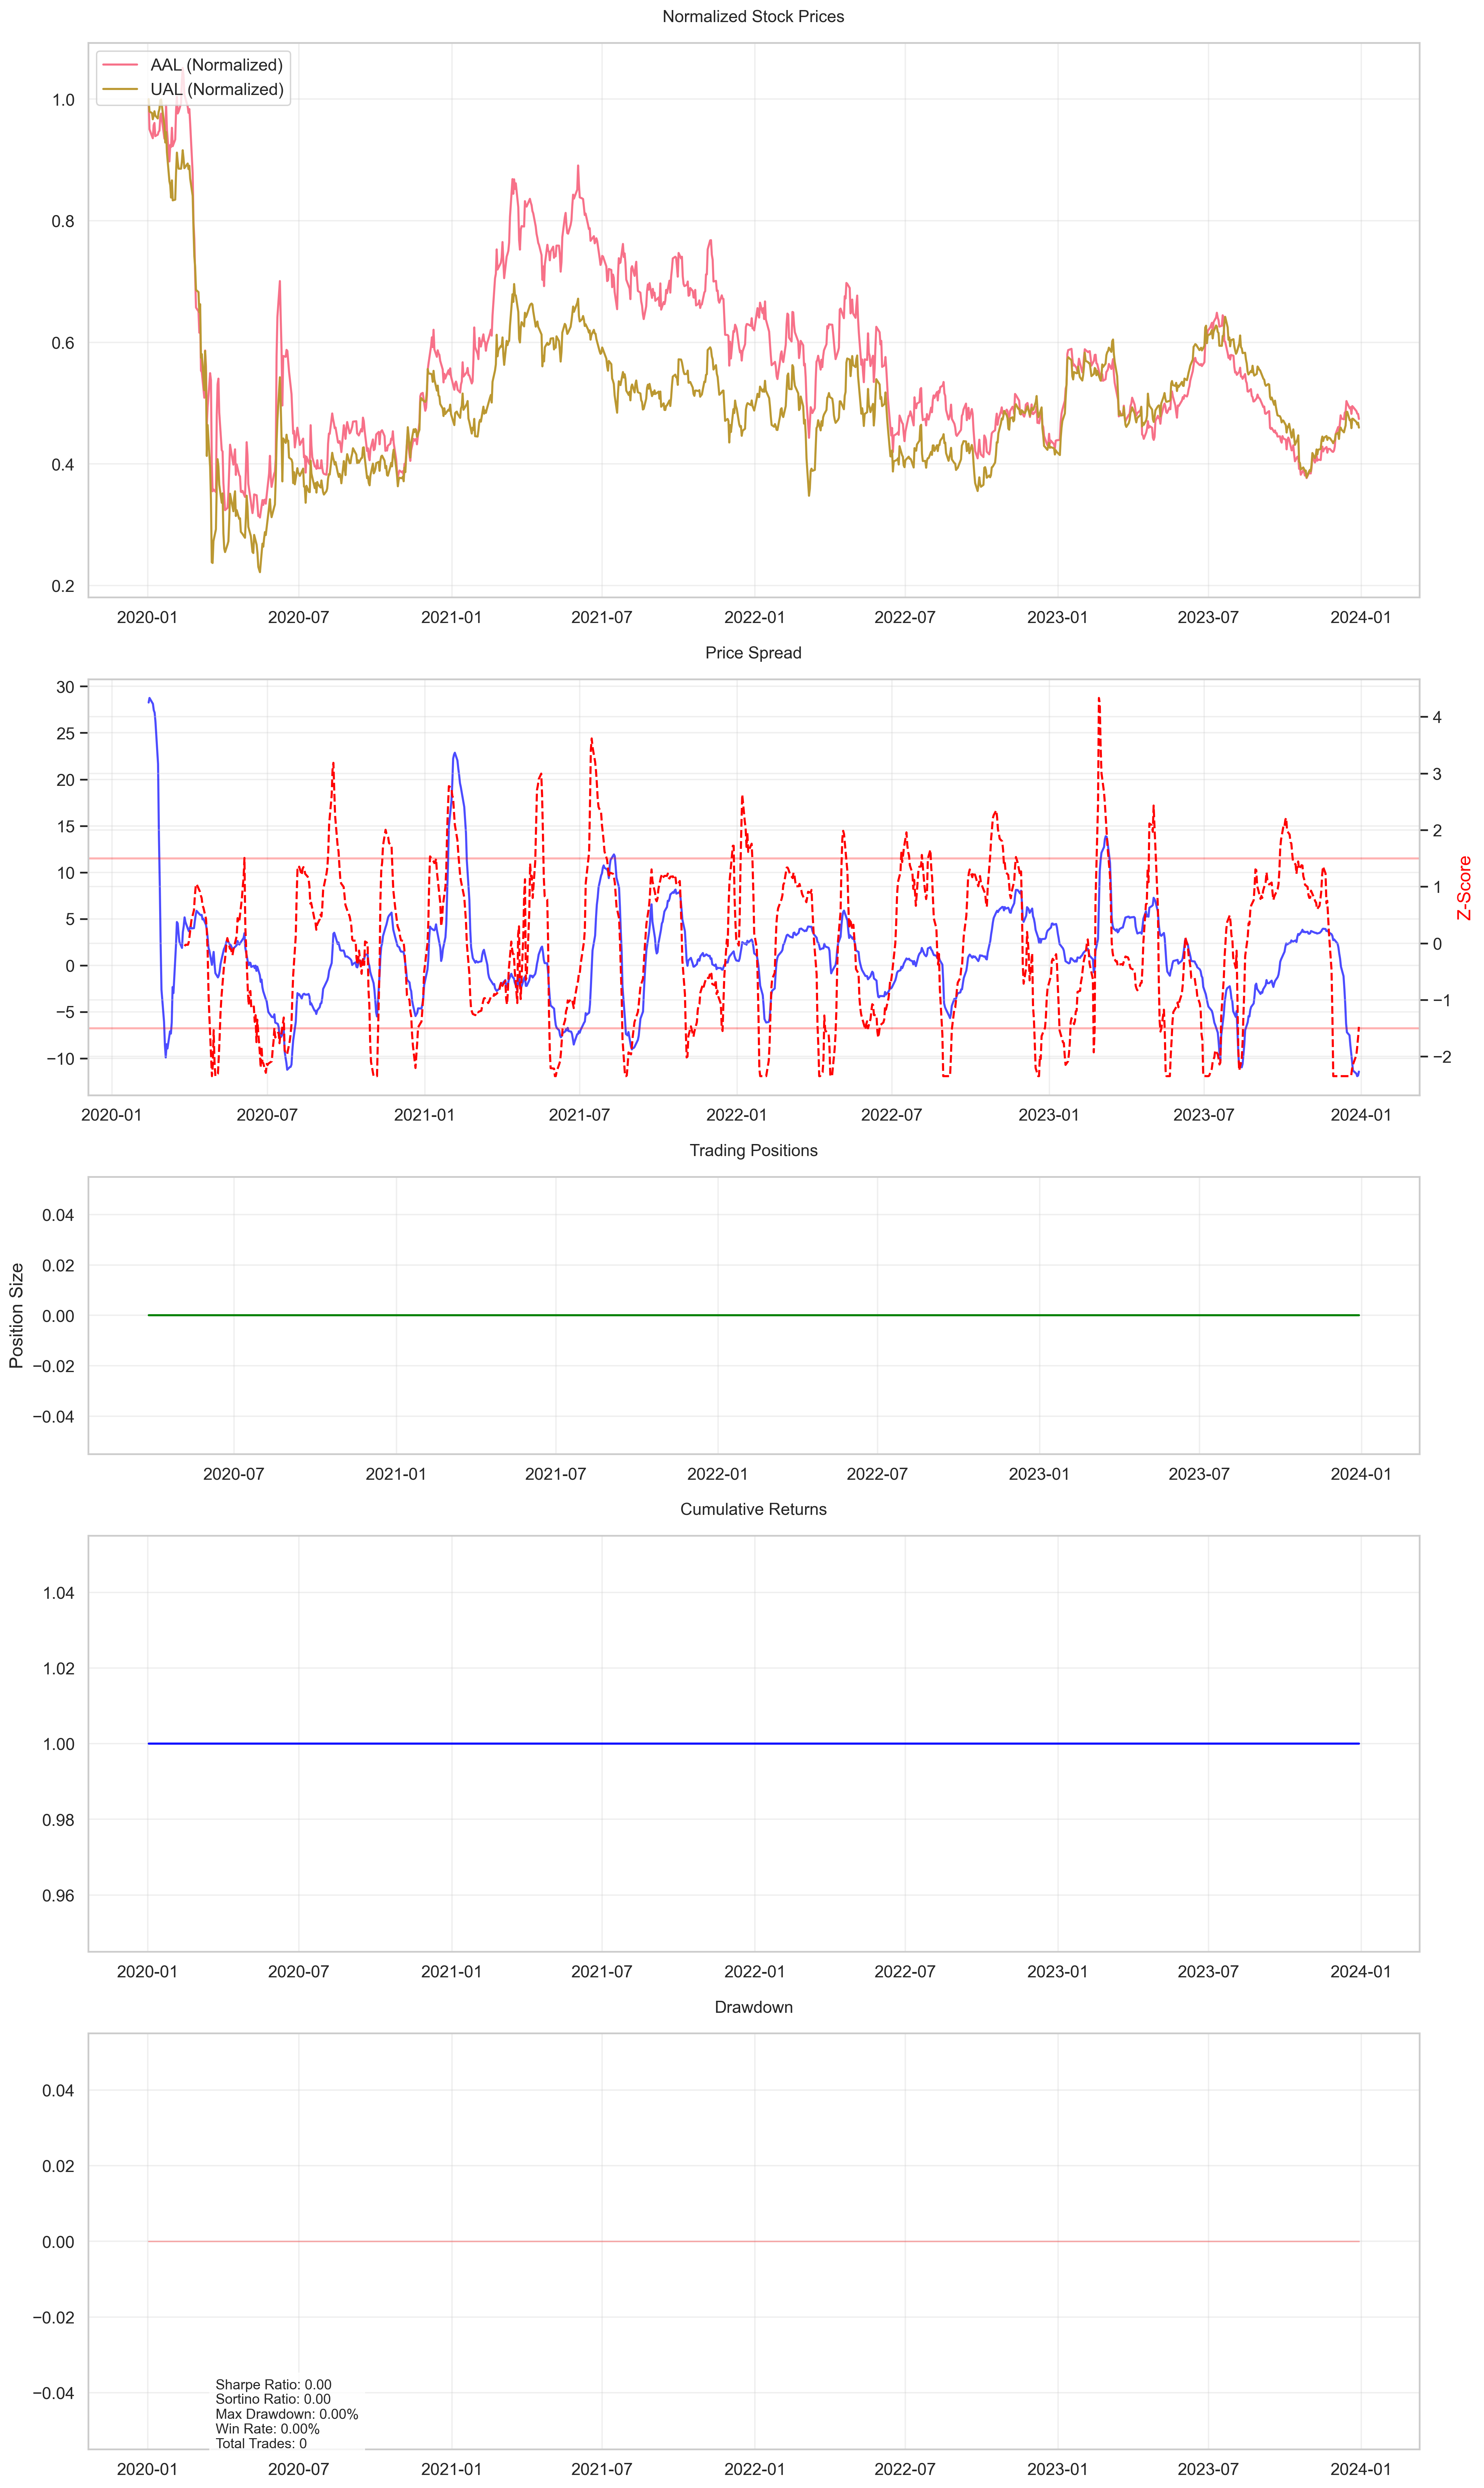 Normalized Stock Prices
AAL (Normalized)
UAL (Normalized)
1.0
0.8
0.6
0.4
0.2
2020-01 2020-07 2021-01 2021-07 2022-01 2022-07 2023-01 2023-07 2024-01
Price Spread
30
25
20
15
10
5
0
−5
−10
4
3
2
1
0
−1
−2
Z-Score
2020-01 2020-07 2021-01 2021-07 2022-01 2022-07 2023-01 2023-07 2024-01
Trading Positions
Position Size
0.04
0.02
0.00
−0.02
−0.04
2020-07 2021-01 2021-07 2022-01 2022-07 2023-01 2023-07 2024-01
Cumulative Returns
1.04
1.02
1.00
0.98
0.96
2020-01 2020-07 2021-01 2021-07 2022-01 2022-07 2023-01 2023-07 2024-01
Drawdown
0.04
0.02
0.00
−0.02
−0.04
Sharpe Ratio: 0.00
Sortino Ratio: 0.00
Max Drawdown: 0.00%
Win Rate: 0.00%
Total Trades: 0
2020-01 2020-07 2021-01 2021-07 2022-01 2022-07 2023-01 2023-07 2024-01